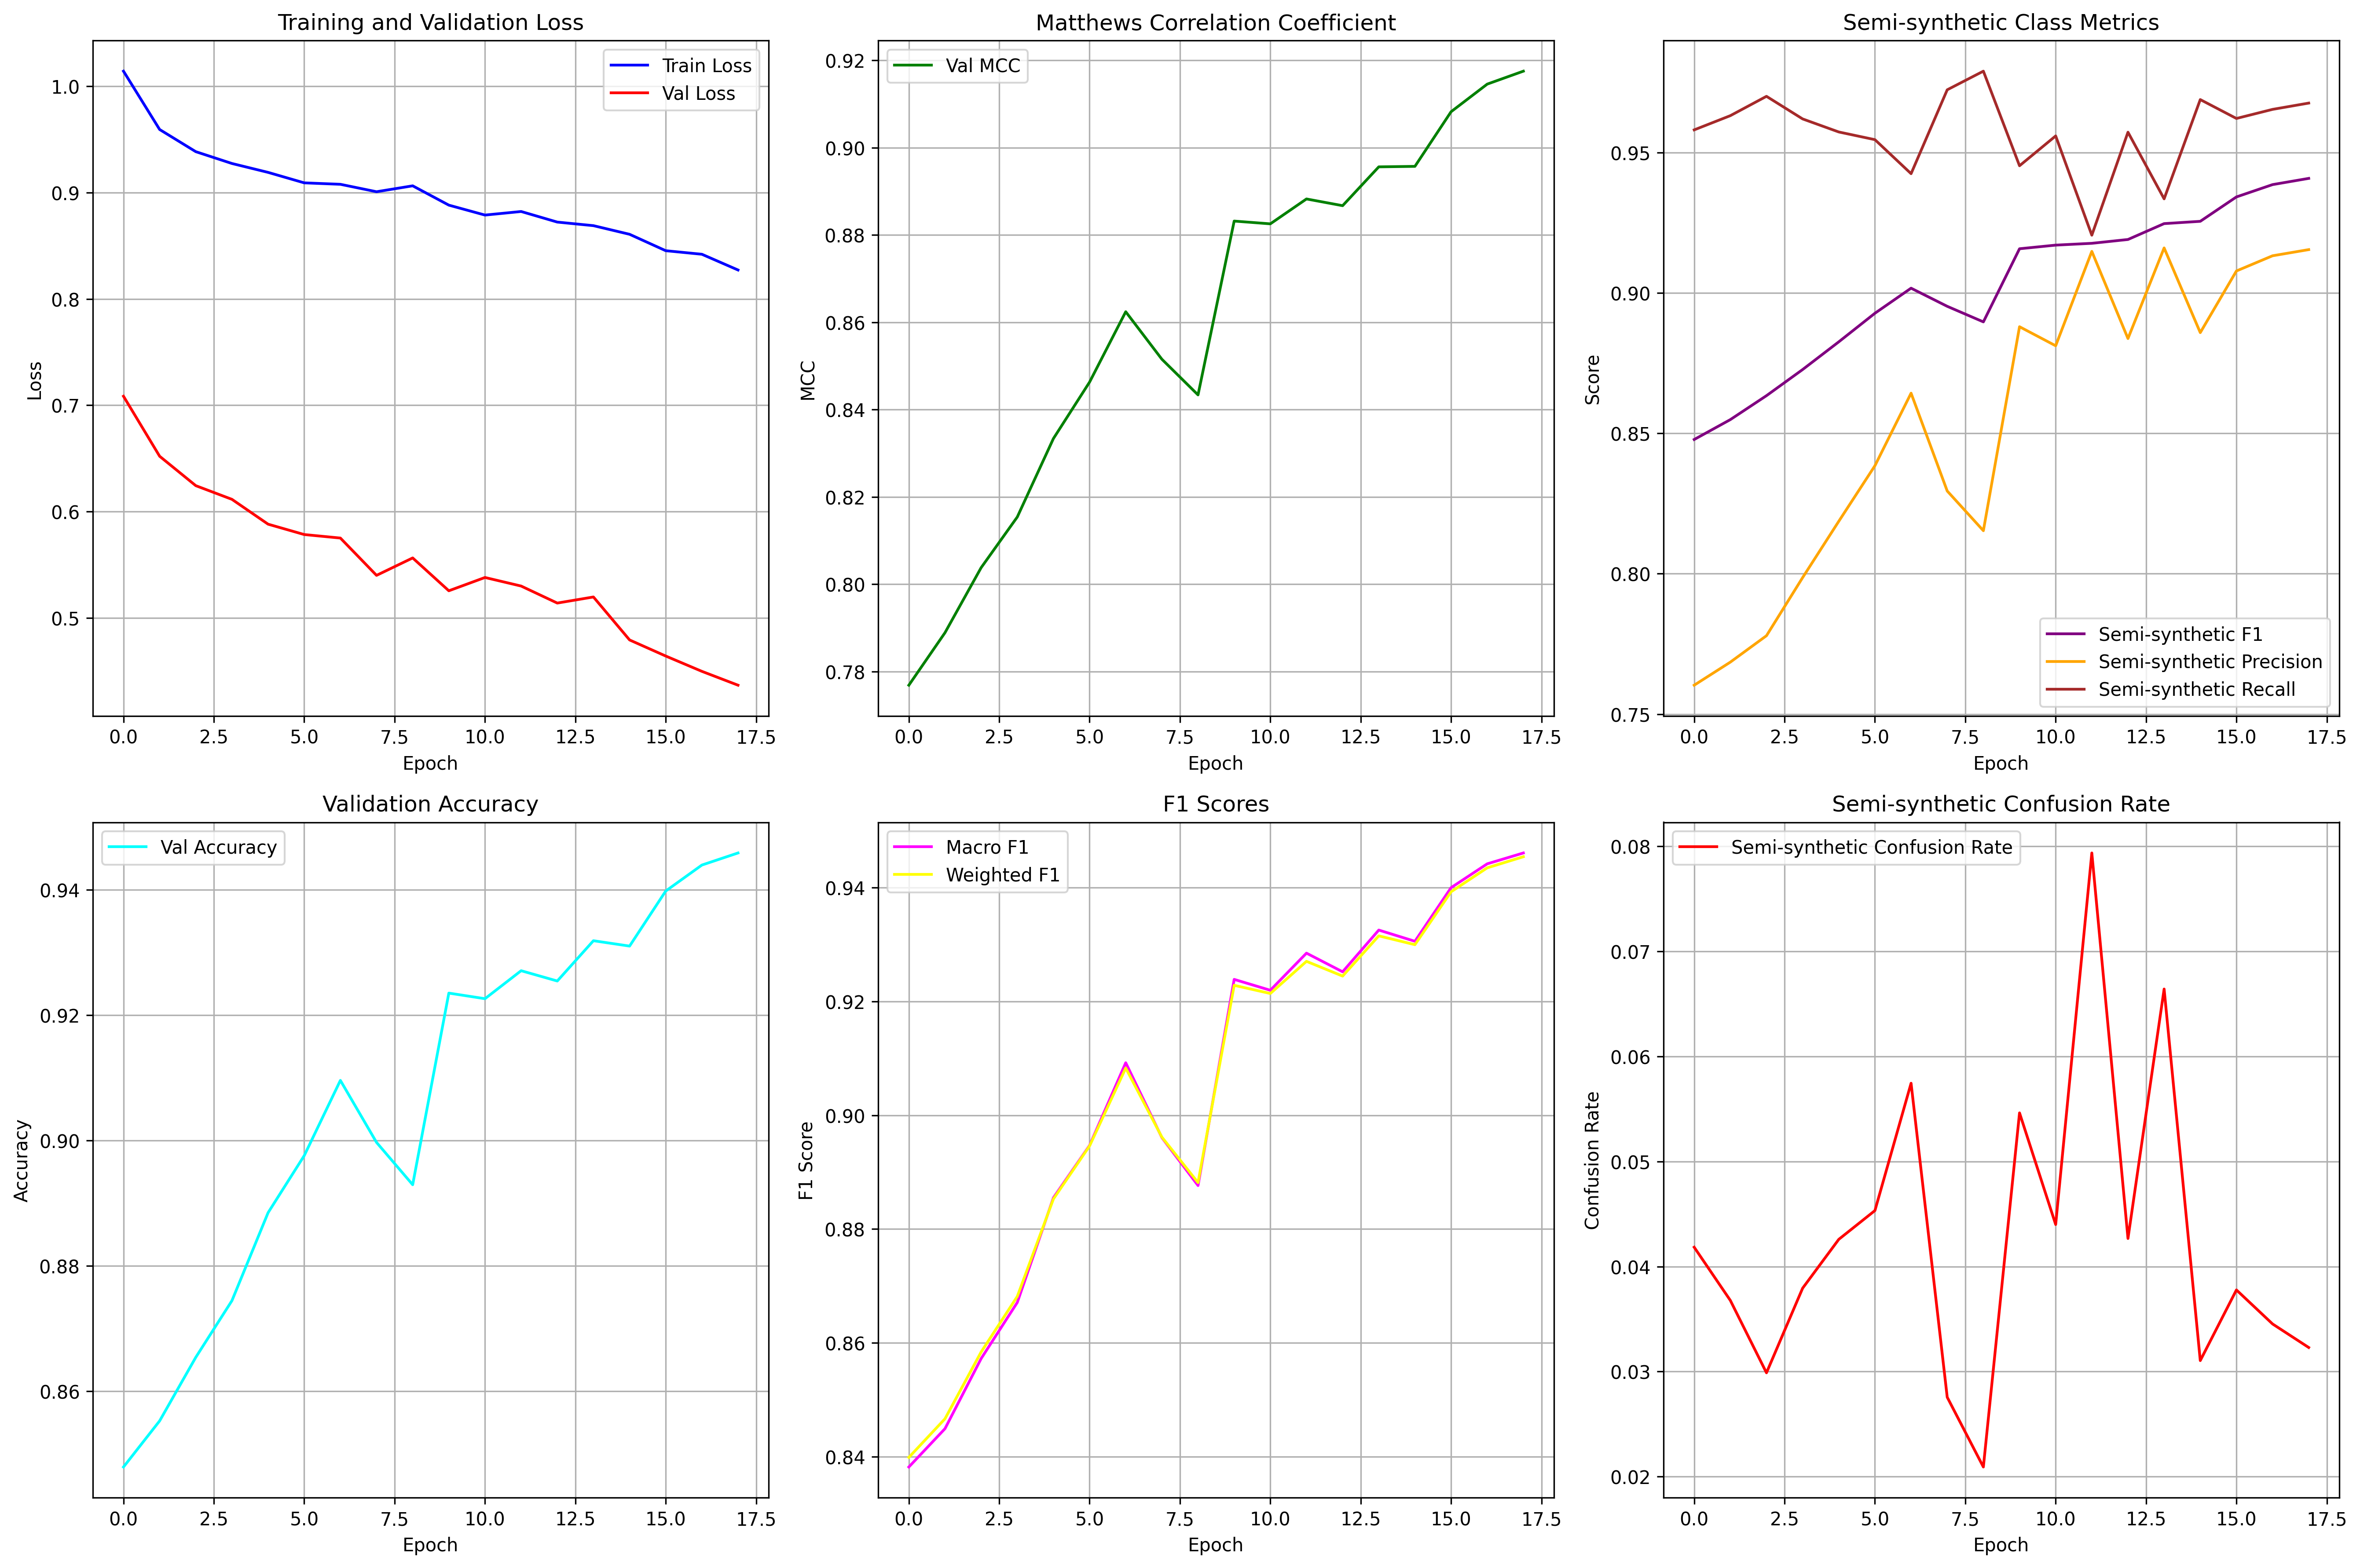 Training and Validation Loss
Train Loss
Val Loss
1.0
0.9
0.8
0.7
0.6
0.5
Loss
0.0 2.5 5.0 7.5 10.0 12.5 15.0 17.5
Epoch
Matthews Correlation Coefficient
Val MCC
0.92
0.90
0.88
0.86
0.84
0.82
0.80
0.78
MCC
0.0 2.5 5.0 7.5 10.0 12.5 15.0 17.5
Epoch
Semi-synthetic Class Metrics
0.95
0.90
0.85
0.80
0.75
Score
Semi-synthetic F1
Semi-synthetic Precision
Semi-synthetic Recall
0.0 2.5 5.0 7.5 10.0 12.5 15.0 17.5
Epoch
Validation Accuracy
Val Accuracy
0.94
0.92
0.90
0.88
0.86
Accuracy
0.0 2.5 5.0 7.5 10.0 12.5 15.0 17.5
Epoch
F1 Scores
Macro F1
Weighted F1
0.94
0.92
0.90
0.88
0.86
0.84
F1 Score
0.0 2.5 5.0 7.5 10.0 12.5 15.0 17.5
Epoch
Semi-synthetic Confusion Rate
Semi-synthetic Confusion Rate
0.08
0.07
0.06
0.05
0.04
0.03
0.02
Confusion Rate
0.0 2.5 5.0 7.5 10.0 12.5 15.0 17.5
Epoch